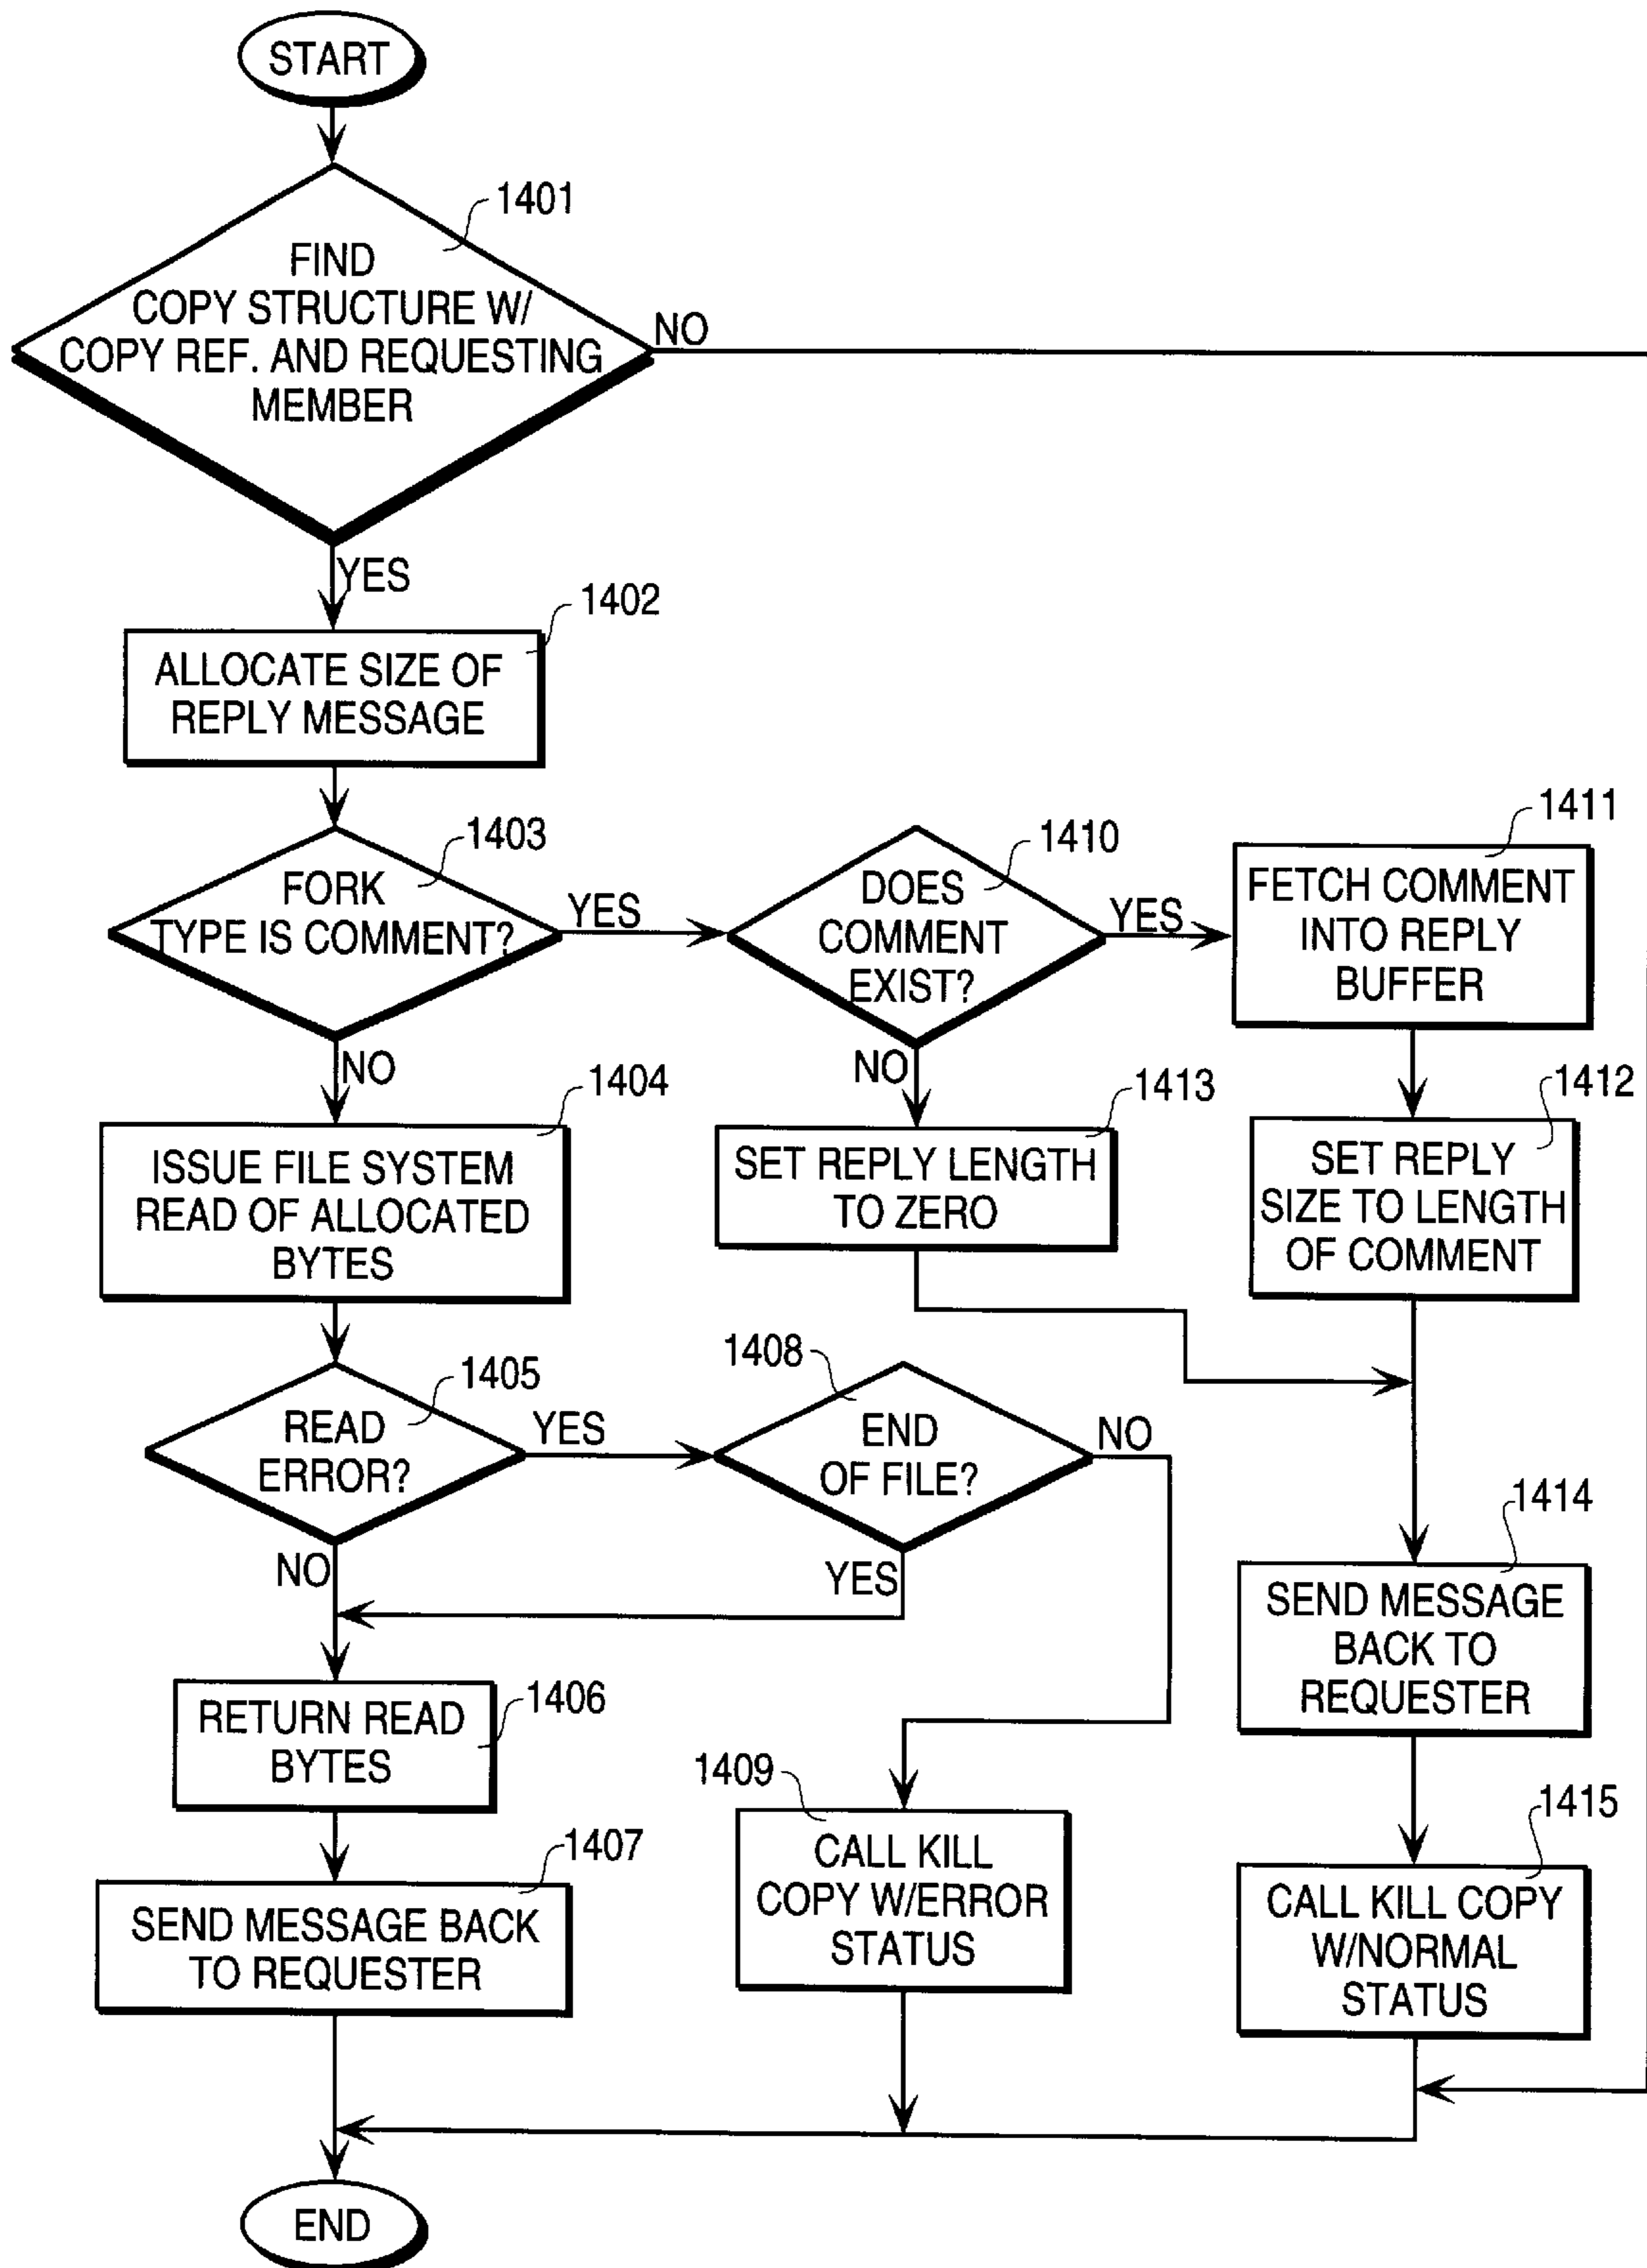 START
1401
FIND
COPY STRUCTURE W/
COPY REF. AND REQUESTING
MEMBER
NO
YES
1402
ALLOCATE SIZE OF
REPLY MESSAGE
1403
FORK
TYPE IS COMMENT?
YES
1410
DOES
COMMENT
EXIST?
YES
1411
FETCH COMMENT
INTO REPLY
BUFFER
NO
1404
ISSUE FILE SYSTEM
READ OF ALLOCATED
BYTES
NO
1413
SET REPLY LENGTH
TO ZERO
1412
SET REPLY
SIZE TO LENGTH
OF COMMENT
1405
READ
ERROR?
YES
1408
END
OF FILE?
NO
NO
YES
1414
SEND MESSAGE
BACK TO
REQUESTER
1406
RETURN READ
BYTES
1407
SEND MESSAGE BACK
TO REQUESTER
1409
CALL KILL
COPY W/ERROR
STATUS
1415
CALL KILL COPY
W/NORMAL
STATUS
END